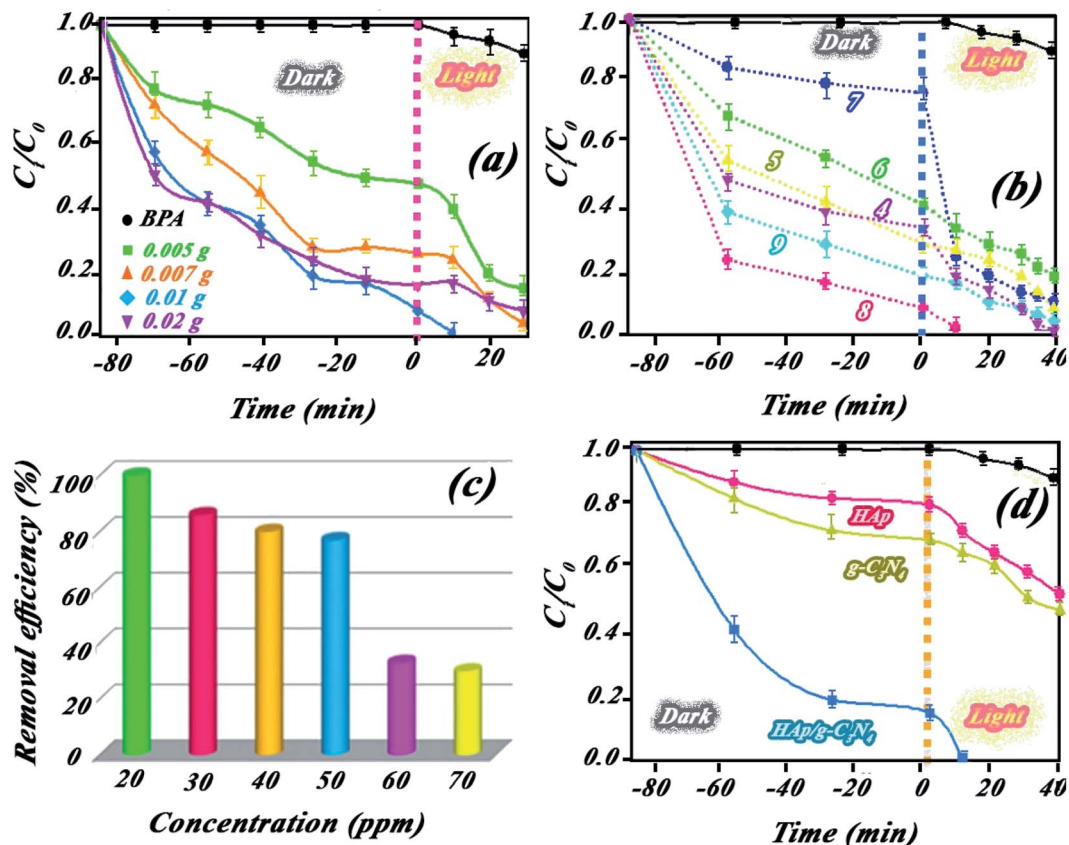 1.0
0.8
0.6
0.4
0.2
0.0
Ct/C0
Dark
Light
(a)
BPA
0.005 g
0.007 g
0.01 g
0.02 g
-80 -60 -40 -20 0 20
Time (min)
1.0
0.8
0.6
0.4
0.2
0.0
Ct/C0
Dark
Light
(b)
7
5
6
4
9
8
-80 -60 -40 -20 0 20 40
Time (min)
(c)
Removal efficiency (%)
100
80
60
40
20
0
20 30 40 50 60 70
Concentration (ppm)
1.0
0.8
0.6
0.4
0.2
0.0
Ct/C0
(d)
HAp
g-C3N4
HAp/g-C3N4
Dark
Light
-80 -60 -40 -20 0 20 40
Time (min)